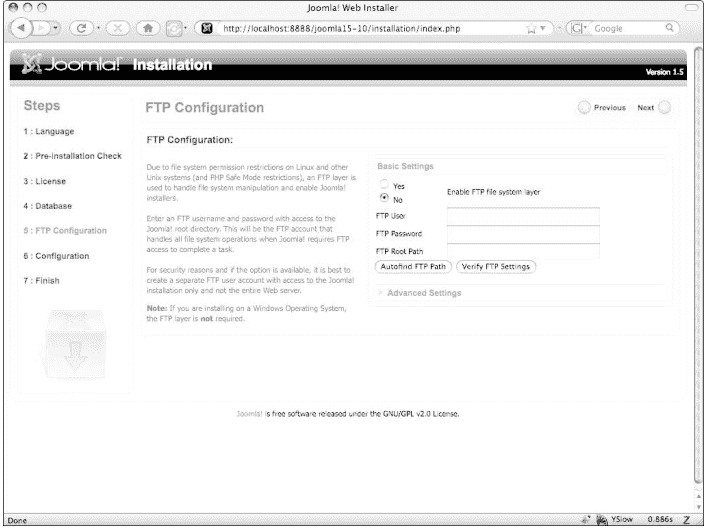 Joomla! Web Installer
http://localhost:8888/joomla15-10/installation/index.php
Google
Joomla! Installation
Version 1.5
Steps
1 : Language
2 : Pre-installation Check
3 : License
4 : Database
5 : FTP Configuration
6 : Configuration
7 : Finish
FTP Configuration
Previous Next
FTP Configuration:
Due to file system permission restrictions on Linux and other
Unix systems (and PHP Safe Mode restrictions), an FTP layer is
used to handle file system manipulation and enable Joomla!
installers.
Enter an FTP username and password with access to the
Joomla! root directory. This will be the FTP account that
handles all file system operations when Joomla! requires FTP
access to complete a task.
For security reasons and if the option is available, it is best to
create a separate FTP user account with access to the Joomla!
installation only and not the entire Web server.
Note: If you are installing on a Windows Operating System,
the FTP layer is not required.
Basic Settings
Yes
No
Enable FTP file system layer
FTP User
FTP Password
FTP Root Path
Autofind FTP Path Verify FTP Settings
Advanced Settings
Joomla! is free software released under the GNU/GPL v2.0 License.
Done
YSlow 0.886s Z